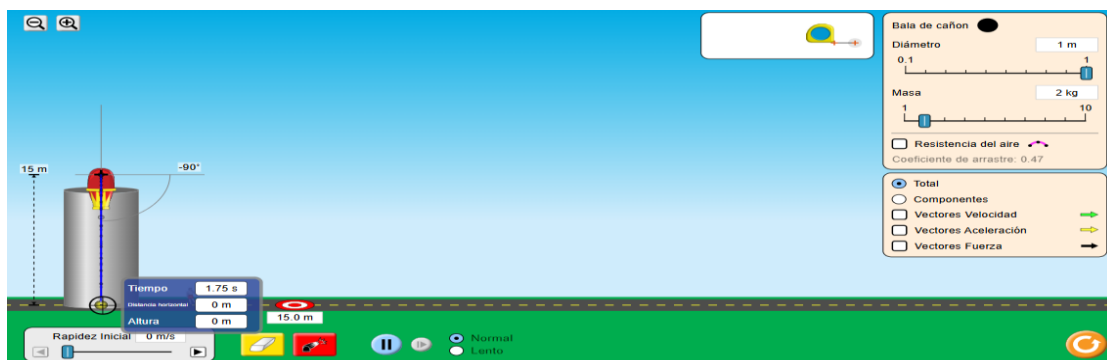 Bala de cañon
Diámetro
1 m
0.1
1
Masa
2 kg
1
10
Resistencia del aire
Coeficiente de arrastre: 0.47
Total
Componentes
Vectores Velocidad
Vectores Aceleración
Vectores Fuerza
15 m
-90°
Tiempo
1.75 s
Distancia horizontal
0 m
Altura
0 m
15.0 m
Rapidez Inicial
0 m/s
Normal
Lento